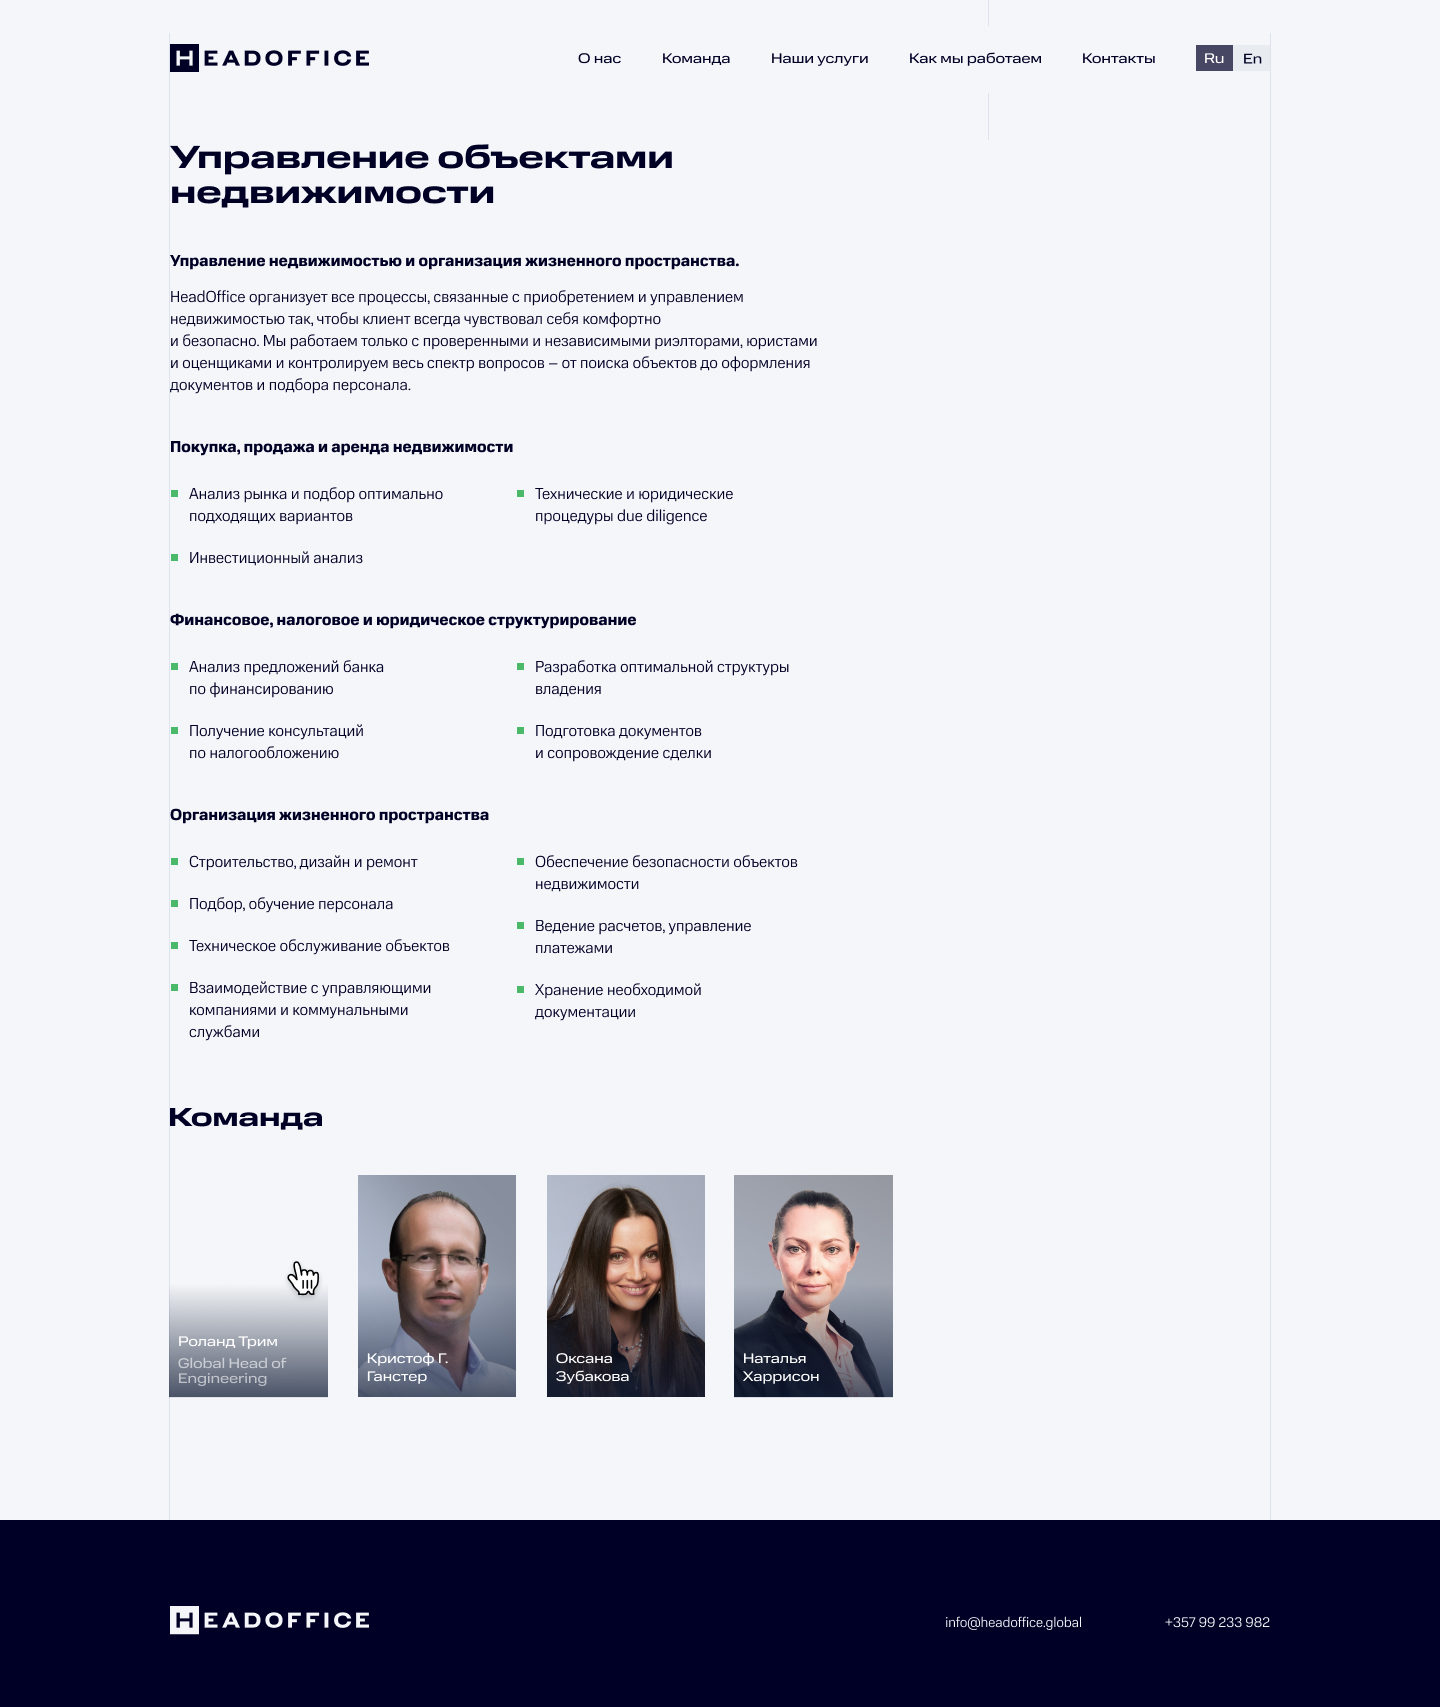 HEADOFFICE
О нас Команда Наши услуги Как мы работаем Контакты Ru En
Управление объектами
недвижимости
Управление недвижимостью и организация жизненного пространства.
HeadOffice организует все процессы, связанные с приобретением и управлением
недвижимостью так, чтобы клиент всегда чувствовал себя комфортно
и безопасно. Мы работаем только с проверенными и независимыми риэлторами, юристами
и оценщиками и контролируем весь спектр вопросов – от поиска объектов до оформления
документов и подбора персонала.
Покупка, продажа и аренда недвижимости
Анализ рынка и подбор оптимально
подходящих вариантов
Инвестиционный анализ
Технические и юридические
процедуры due diligence
Финансовое, налоговое и юридическое структурирование
Анализ предложений банка
по финансированию
Получение консультаций
по налогообложению
Разработка оптимальной структуры
владения
Подготовка документов
и сопровождение сделки
Организация жизненного пространства
Строительство, дизайн и ремонт
Подбор, обучение персонала
Техническое обслуживание объектов
Взаимодействие с управляющими
компаниями и коммунальными
службами
Обеспечение безопасности объектов
недвижимости
Ведение расчетов, управление
платежами
Хранение необходимой
документации
Команда
Роланд Трим
Global Head of
Engineering
Кристоф Г.
Ганстер
Оксана
Зубакова
Наталья
Харрисон
HEADOFFICE
info@headoffice.global
+357 99 233 982